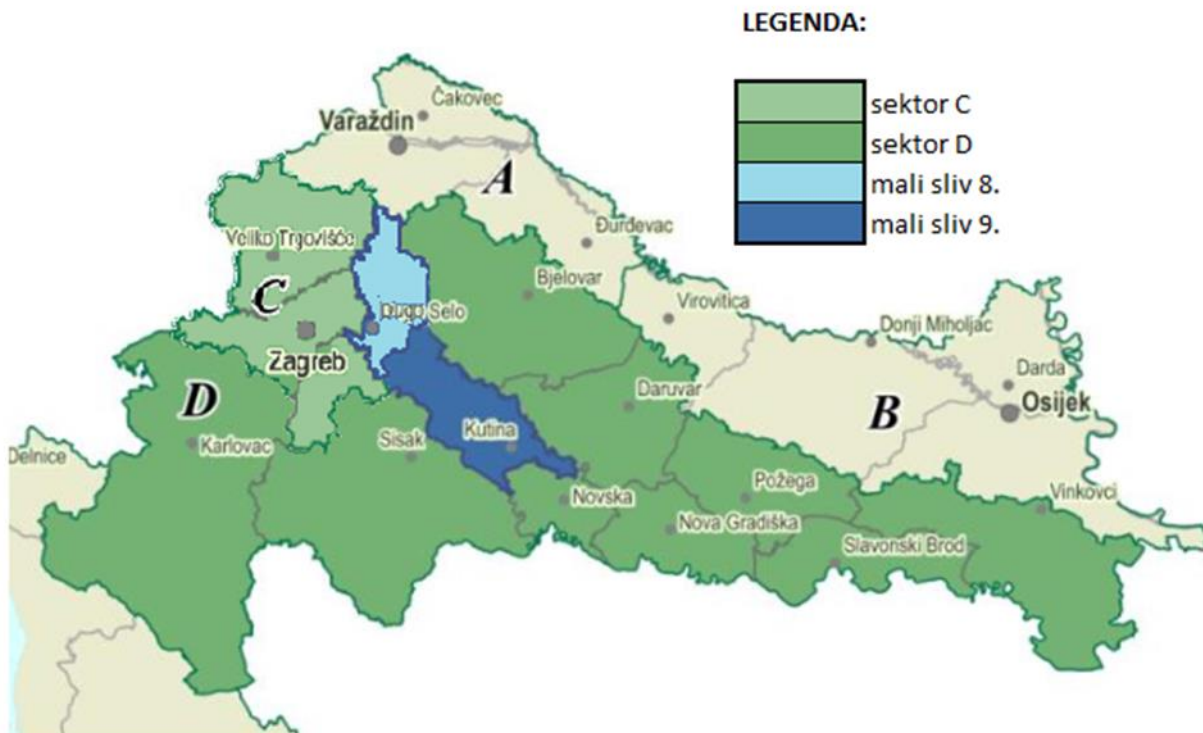 LEGENDA:
sektor C
sektor D
mali sliv 8.
mali sliv 9.
Čakovec
Varaždin
A
Đurđevac
Veliko Trgovišće
Bjelovar
C
Virovitica
Dugo Selo
Donji Miholjac
Zagreb
Darda
D
Daruvar
B
Osijek
Karlovac
Sisak
Kutina
Delnice
Novska
Požega
Vinkovci
Nova Gradiška
Slavonski Brod